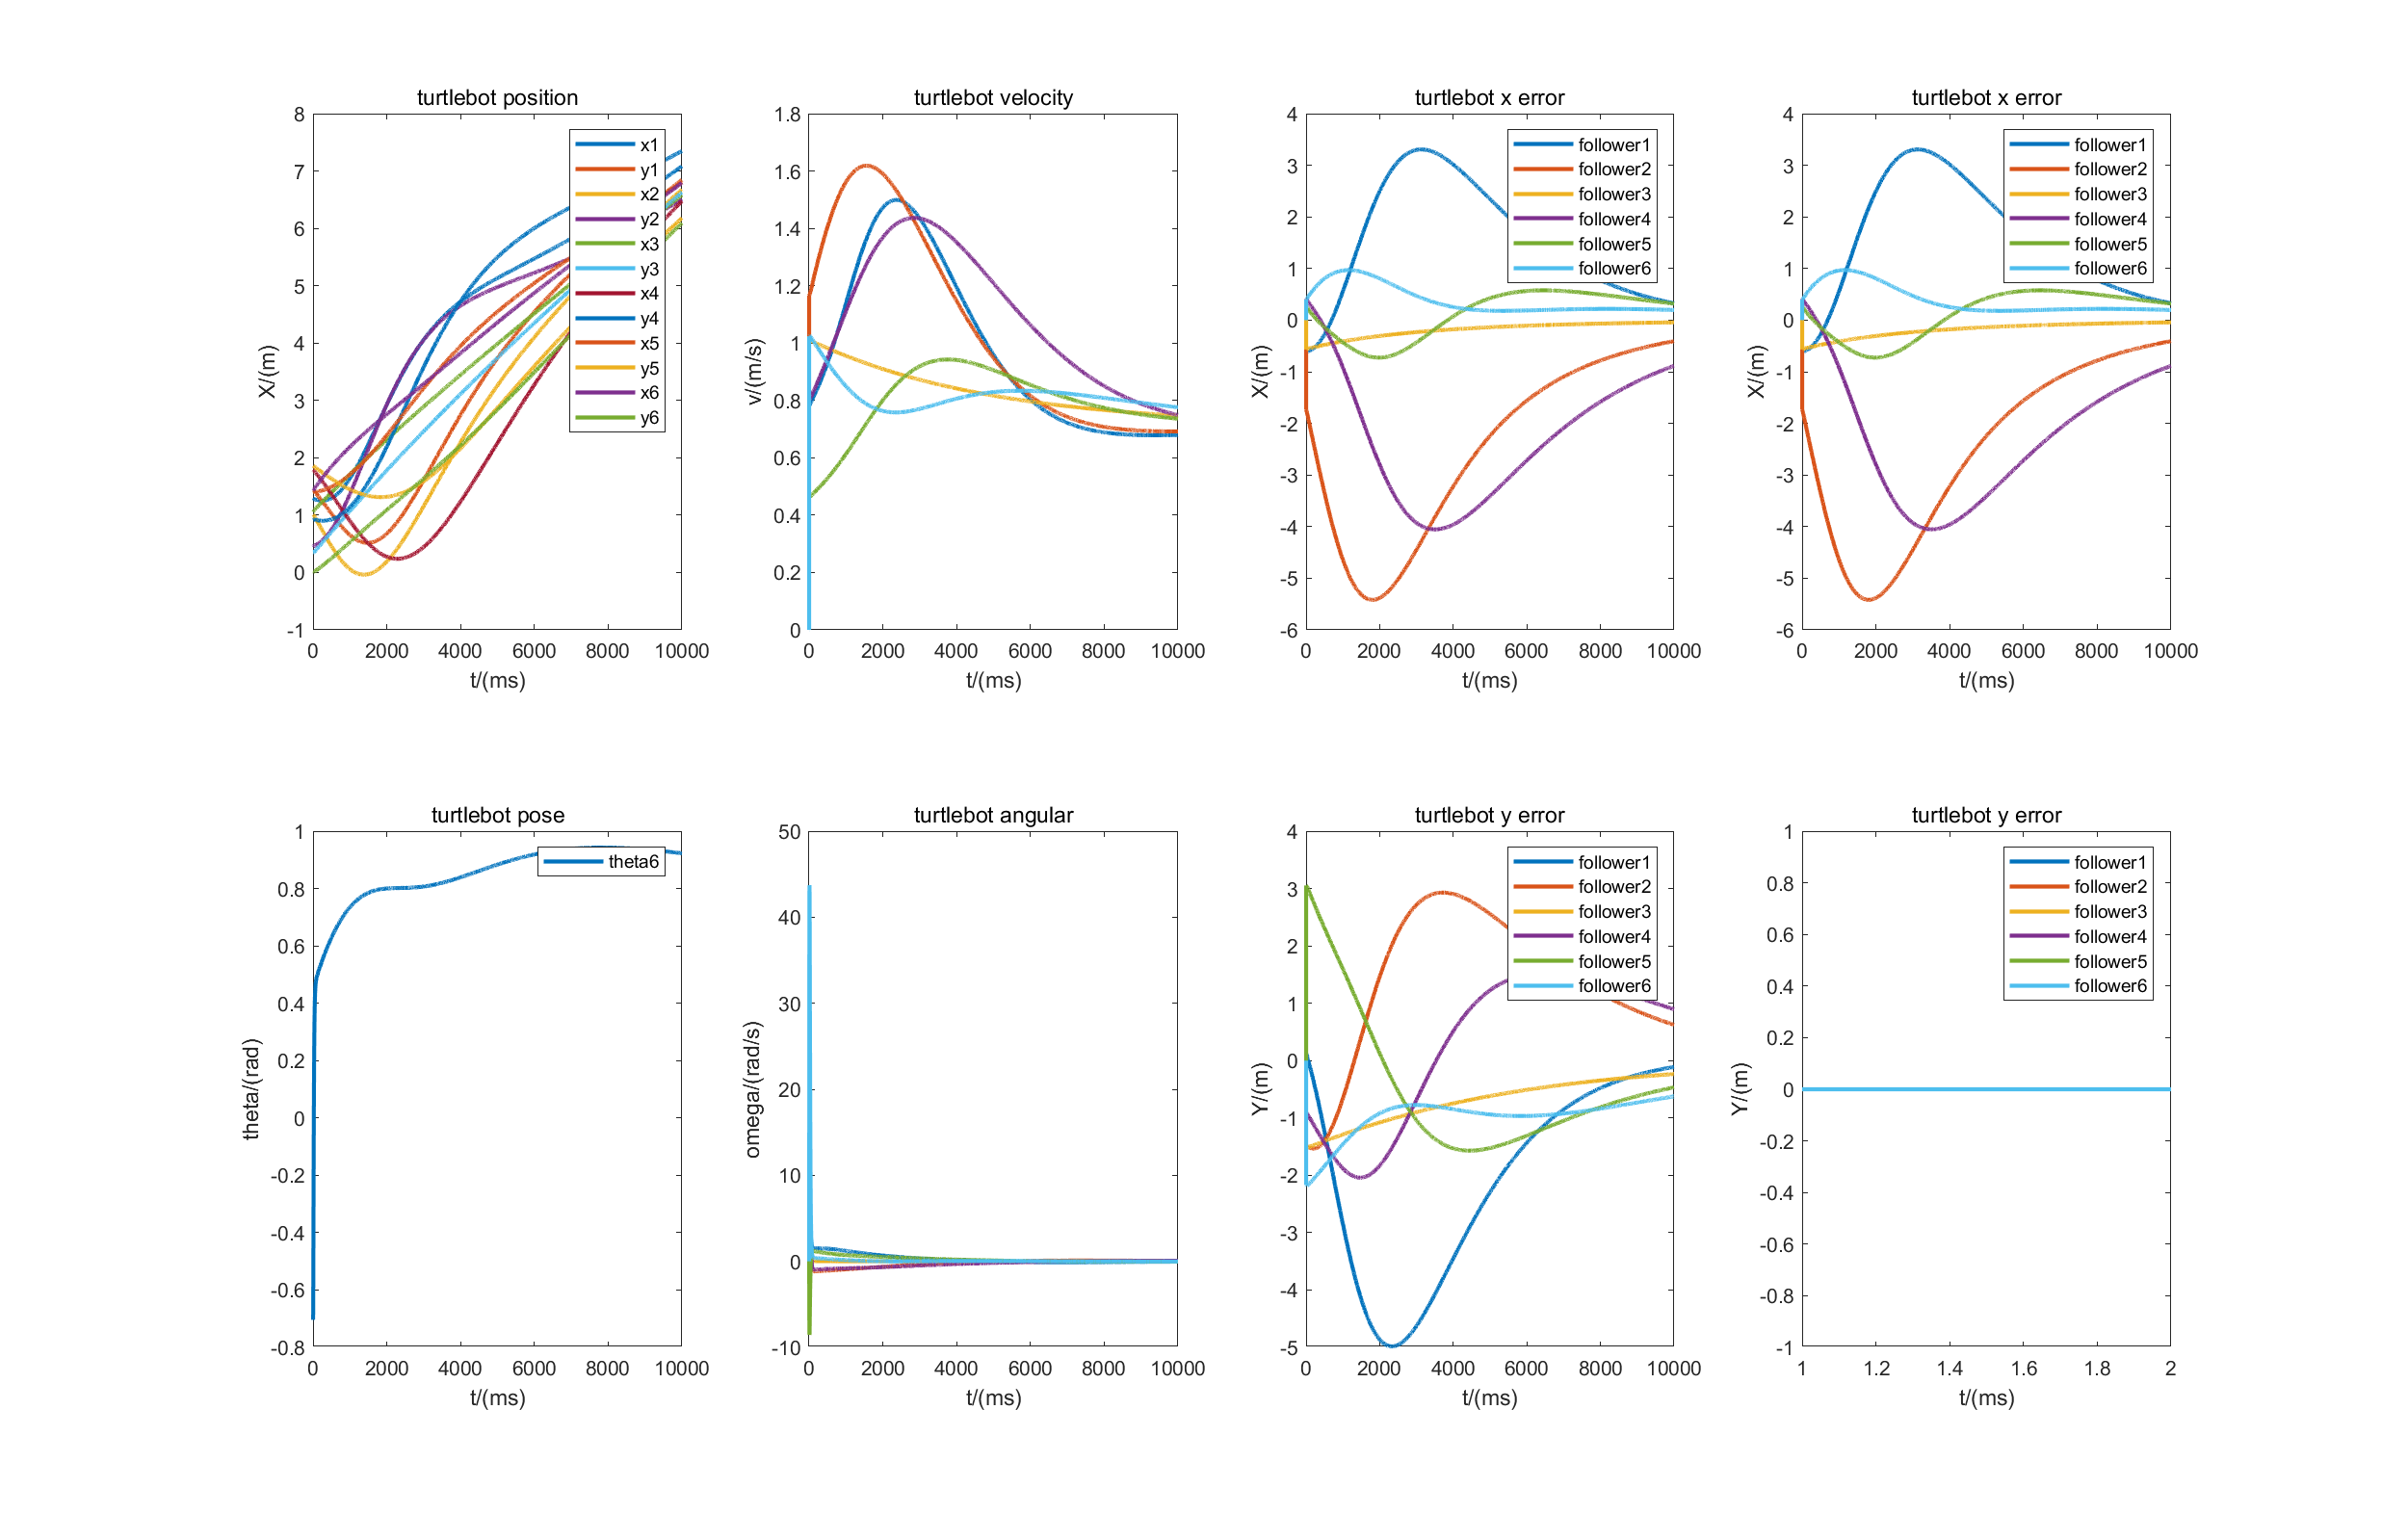 turtlebot position
8
7
6
5
4
3
2
1
0
-1
X/(m)
0 2000 4000 6000 8000 10000
t/(ms)
x1
y1
x2
y2
x3
y3
x4
y4
x5
y5
x6
y6
turtlebot velocity
1.8
1.6
1.4
1.2
1
0.8
0.6
0.4
0.2
0
v/(m/s)
0 2000 4000 6000 8000 10000
t/(ms)
turtlebot x error
4
3
2
1
0
-1
-2
-3
-4
-5
-6
X/(m)
0 2000 4000 6000 8000 10000
t/(ms)
follower1
follower2
follower3
follower4
follower5
follower6
turtlebot x error
4
3
2
1
0
-1
-2
-3
-4
-5
-6
X/(m)
0 2000 4000 6000 8000 10000
t/(ms)
follower1
follower2
follower3
follower4
follower5
follower6
turtlebot pose
1
0.8
0.6
0.4
0.2
0
-0.2
-0.4
-0.6
-0.8
theta/(rad)
0 2000 4000 6000 8000 10000
t/(ms)
theta6
turtlebot angular
50
40
30
20
10
0
-10
omega/(rad/s)
0 2000 4000 6000 8000 10000
t/(ms)
turtlebot y error
4
3
2
1
0
-1
-2
-3
-4
-5
Y/(m)
0 2000 4000 6000 8000 10000
t/(ms)
follower1
follower2
follower3
follower4
follower5
follower6
turtlebot y error
1
0.8
0.6
0.4
0.2
0
-0.2
-0.4
-0.6
-0.8
-1
Y/(m)
1 1.2 1.4 1.6 1.8 2
t/(ms)
follower1
follower2
follower3
follower4
follower5
follower6